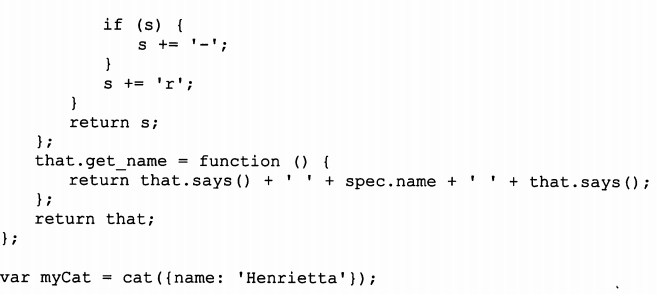 if (s) {
                s += '-';
            }
            s += 'r';
        }
        return s;
    };
    that.get_name = function () {
        return that.says() + ' ' + spec.name + ' ' + that.says();
    };
    return that;
};

var myCat = cat({name: 'Henrietta'});